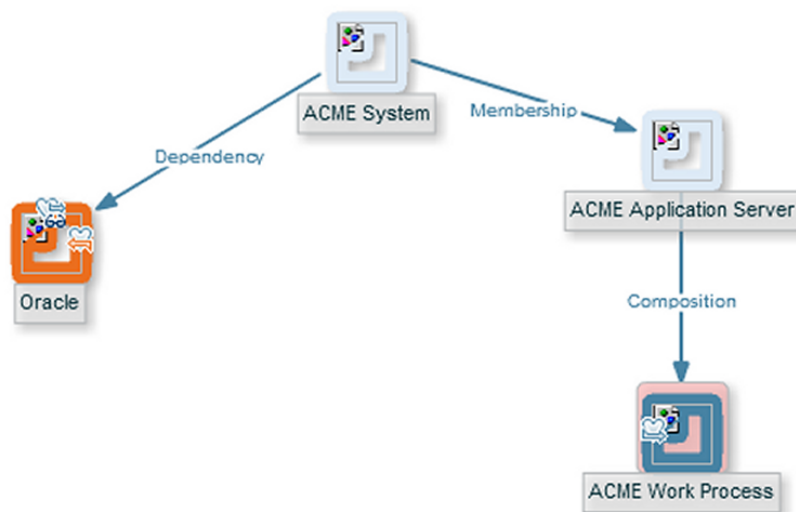 ACME System
Membership
Dependency
ACME Application Server
Oracle
Composition
ACME Work Process